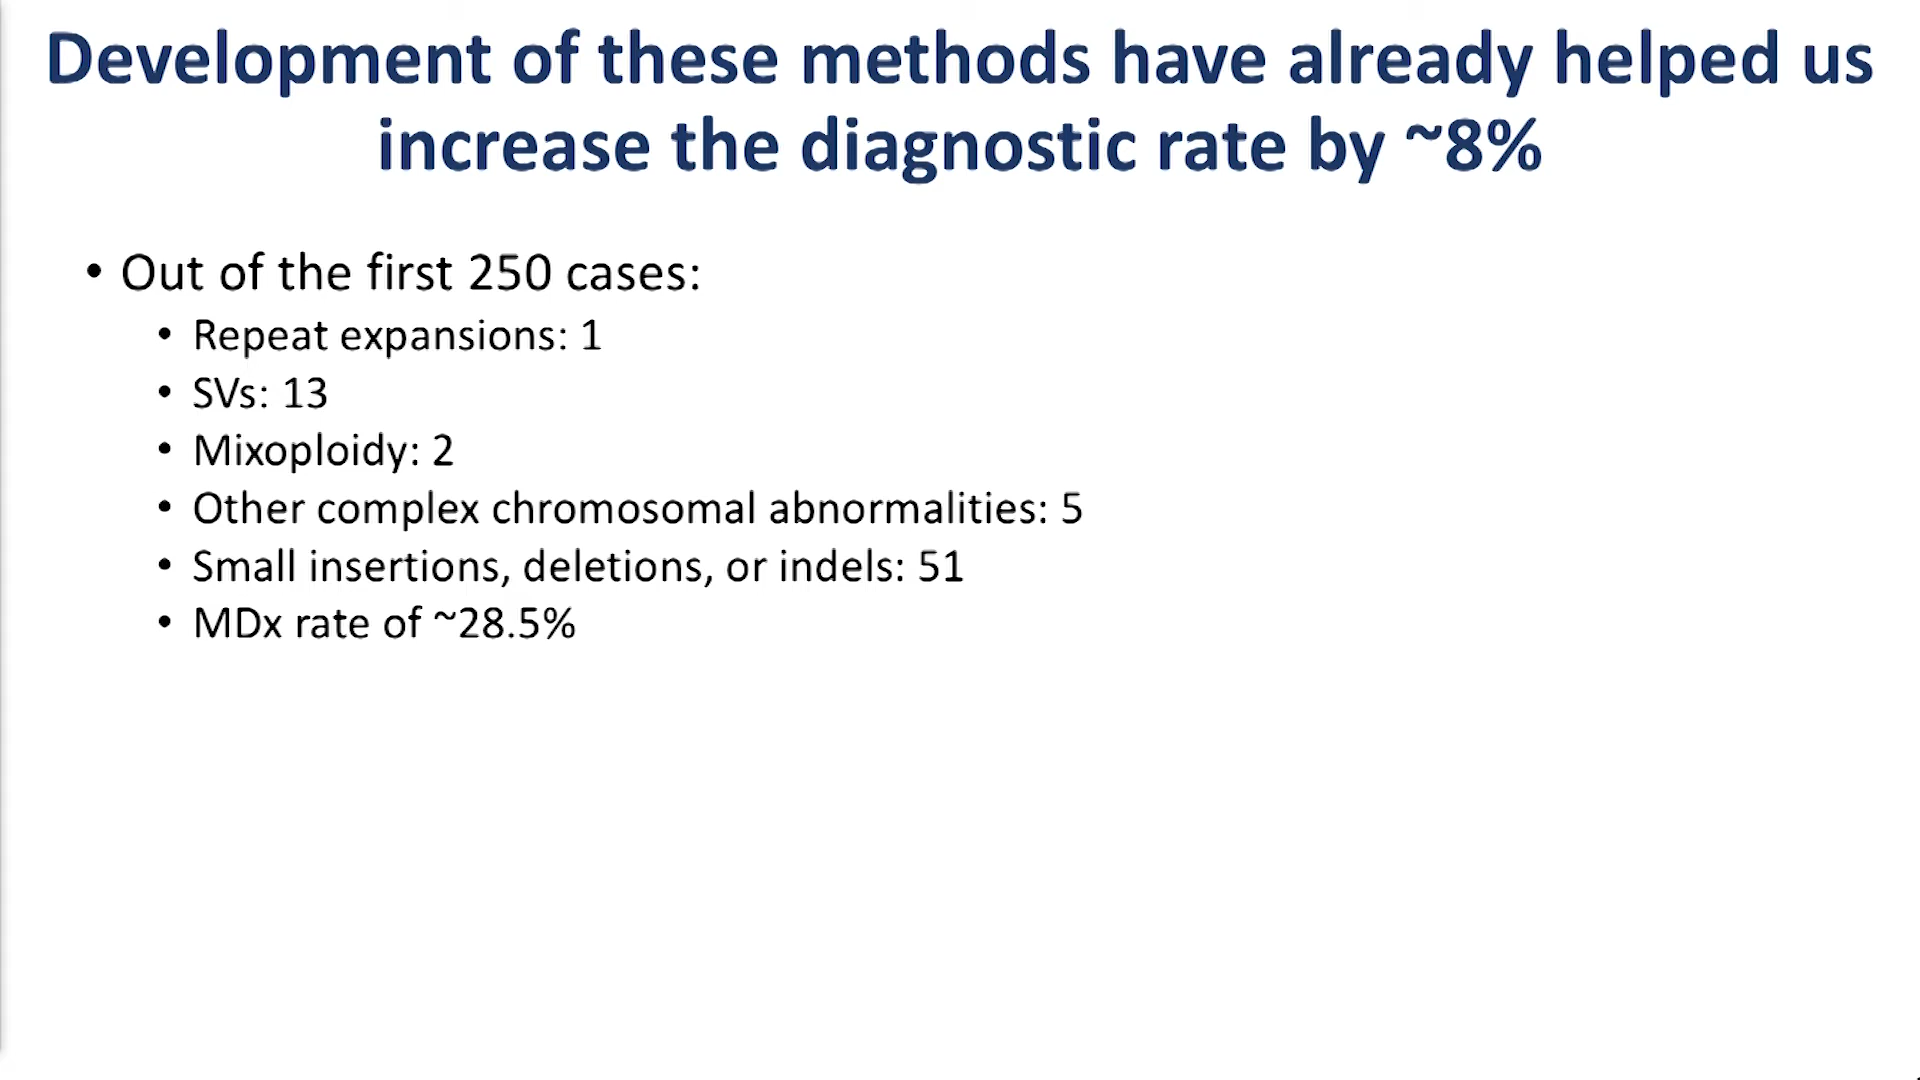 Development of these methods have already helped us
increase the diagnostic rate by ~8%
• Out of the first 250 cases:
• Repeat expansions: 1
• SVs: 13
• Mixoploidy: 2
• Other complex chromosomal abnormalities: 5
• Small insertions, deletions, or indels: 51
• MDx rate of ~28.5%